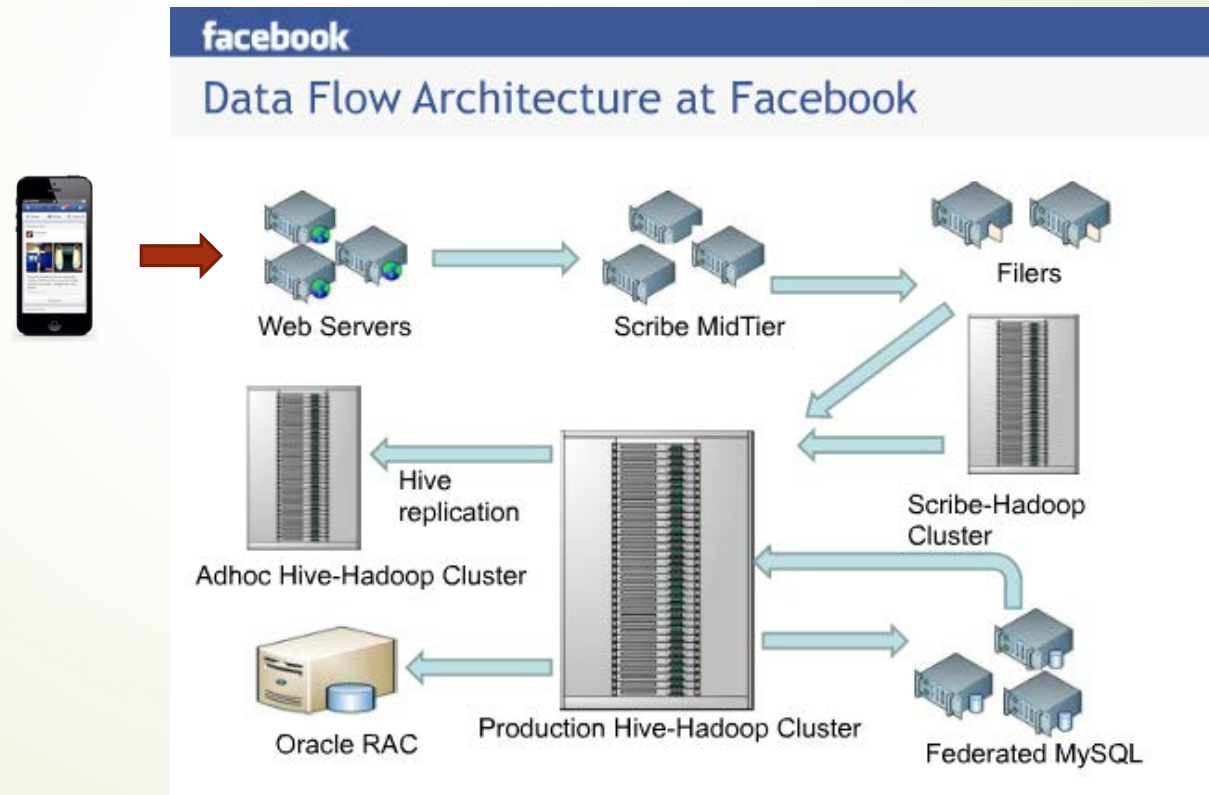 facebook
Data Flow Architecture at Facebook
Web Servers
Scribe MidTier
Filers
Hive
replication
Scribe-Hadoop
Cluster
Adhoc Hive-Hadoop Cluster
Oracle RAC
Production Hive-Hadoop Cluster
Federated MySQL